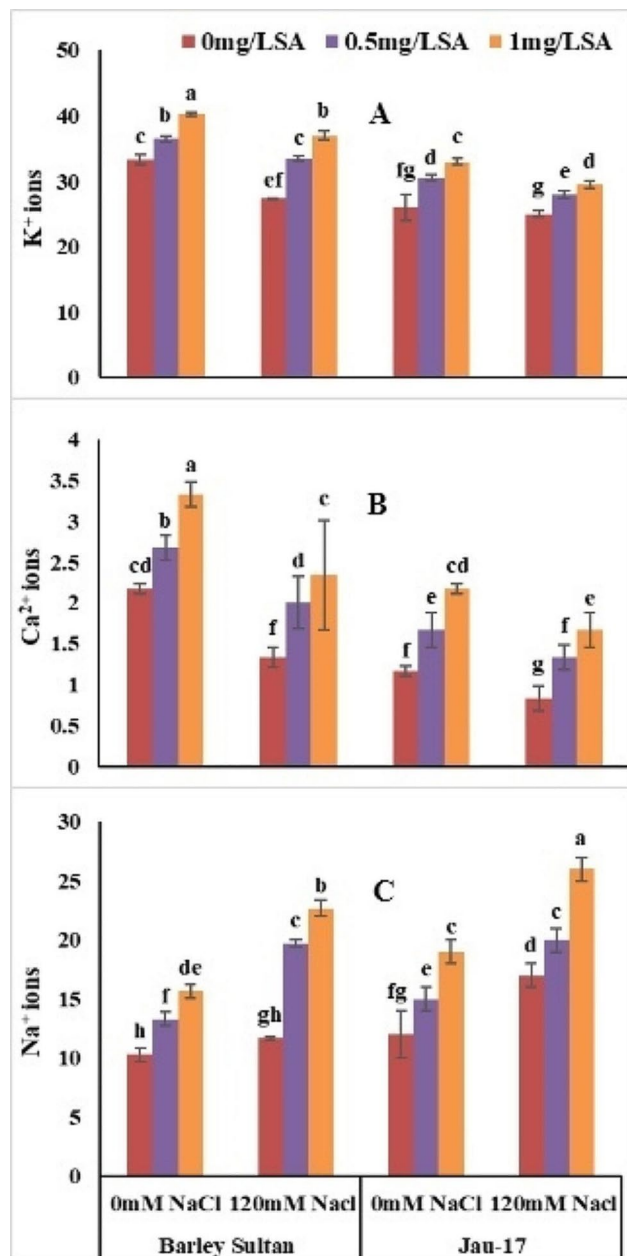 0mg/LSA 0.5mg/LSA 1mg/LSA
50
40
30
20
10
0
K+ ions
A
c b a
ef c b
fg d c
g e d
4
3.5
3
2.5
2
1.5
1
0.5
0
Ca2+ ions
B
cd b a
f d c
f e cd
g f e
30
25
20
15
10
5
0
Na+ ions
C
h f de
gh c b
fg e c
d c a
0mM NaCl 120mM Nacl 0mM NaCl 120mM Nacl
Barley Sultan Jau-17